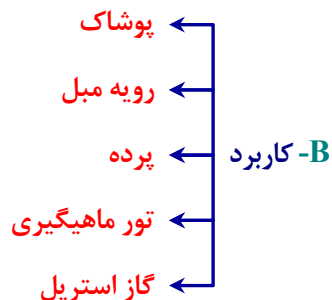 پوشاک
رویه مبل
B- کاربرد
پرده
تور ماهیگیری
گاز استریل